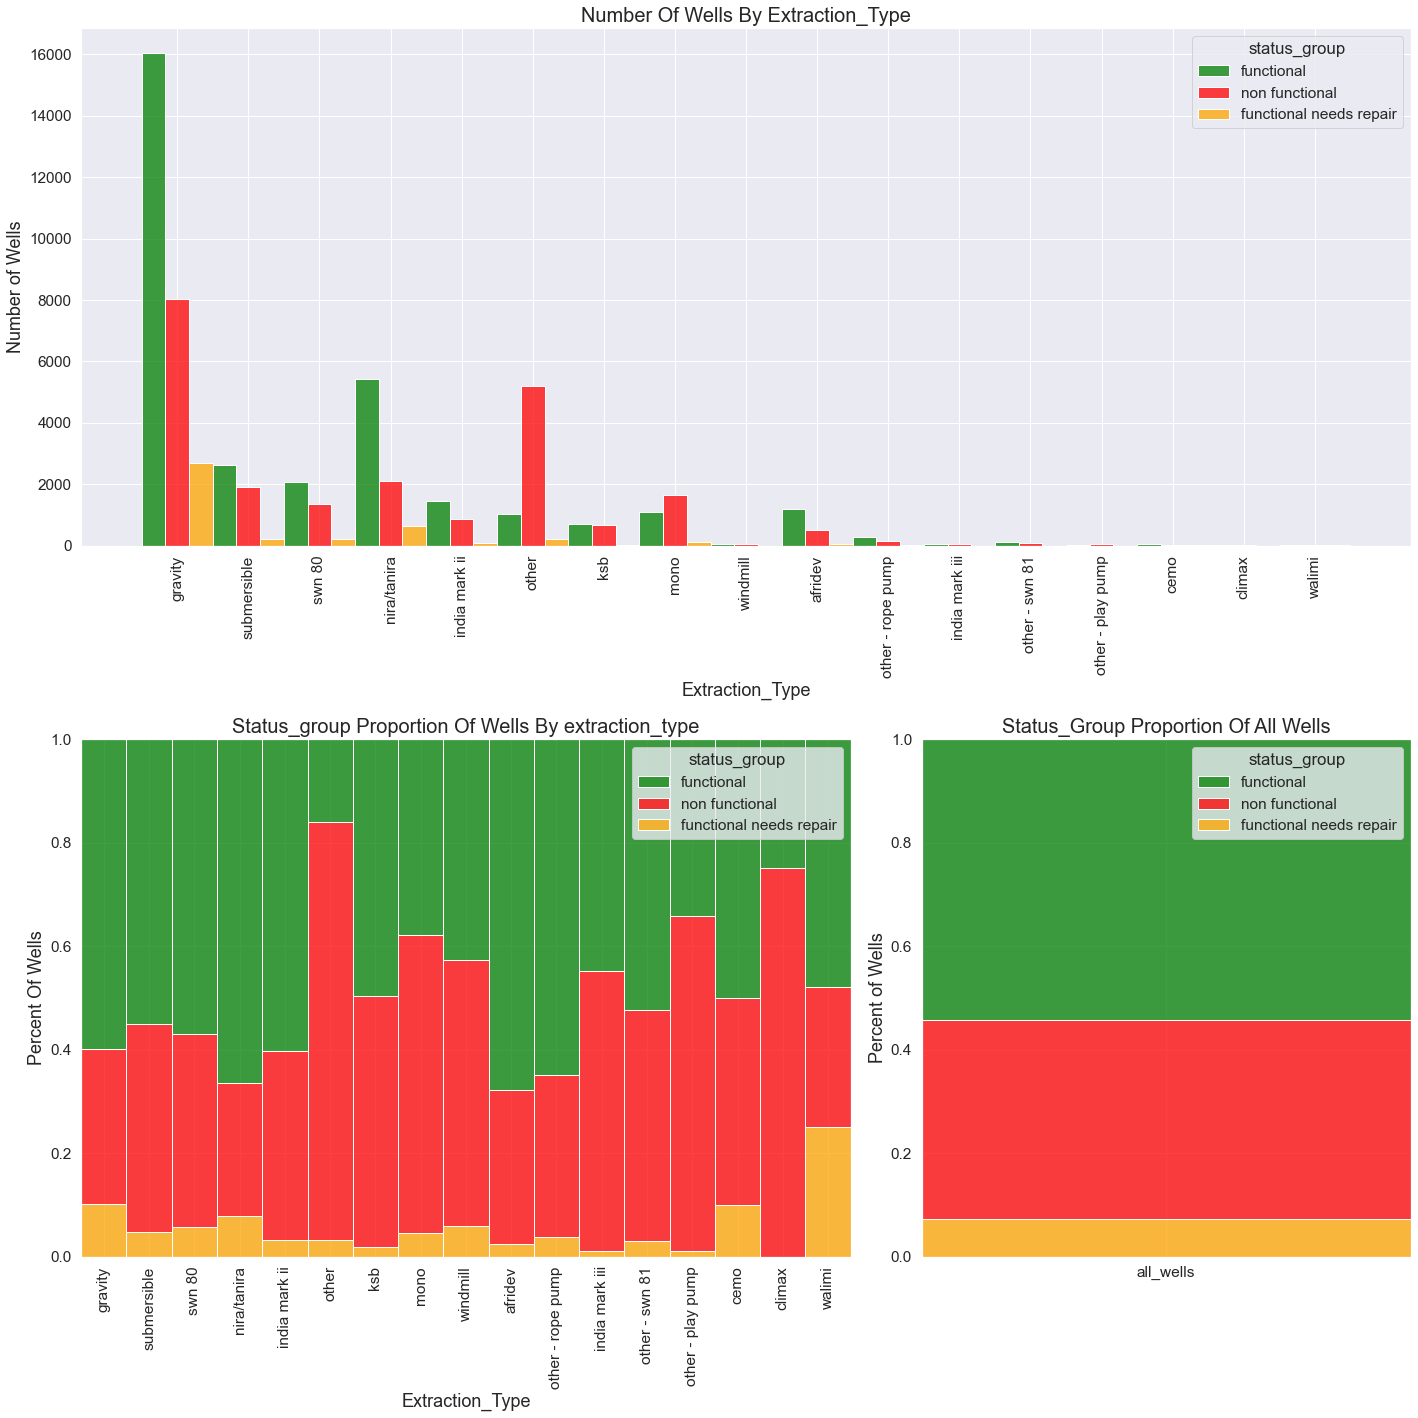 Number Of Wells By Extraction_Type
Number of Wells
16000
14000
12000
10000
8000
6000
4000
2000
0
status_group
functional
non functional
functional needs repair
gravity
submersible
swn 80
nira/tanira
india mark ii
other
ksb
mono
windmill
afridev
other - rope pump
india mark iii
other - swn 81
other - play pump
cemo
climax
walimi
Extraction_Type
Status_group Proportion Of Wells By extraction_type
Percent Of Wells
1.0
0.8
0.6
0.4
0.2
0.0
status_group
functional
non functional
functional needs repair
gravity
submersible
swn 80
nira/tanira
india mark ii
other
ksb
mono
windmill
afridev
other - rope pump
india mark iii
other - swn 81
other - play pump
cemo
climax
walimi
Extraction_Type
Status_Group Proportion Of All Wells
Percent of Wells
1.0
0.8
0.6
0.4
0.2
0.0
status_group
functional
non functional
functional needs repair
all_wells